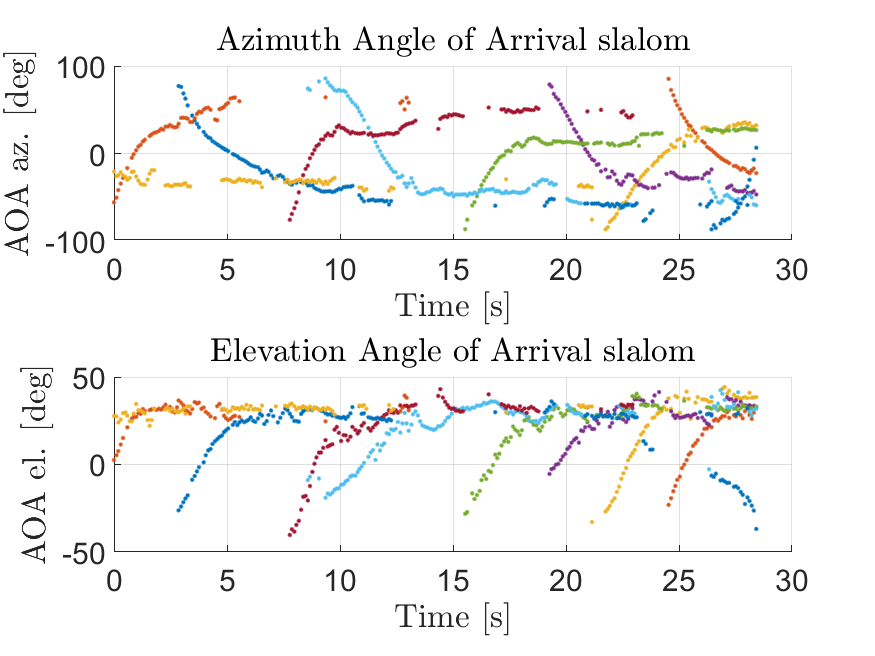 Azimuth Angle of Arrival slalom
AOA az. [deg]
100
0
-100
0 5 10 15 20 25 30
Time [s]
Elevation Angle of Arrival slalom
AOA el. [deg]
50
0
-50
0 5 10 15 20 25 30
Time [s]